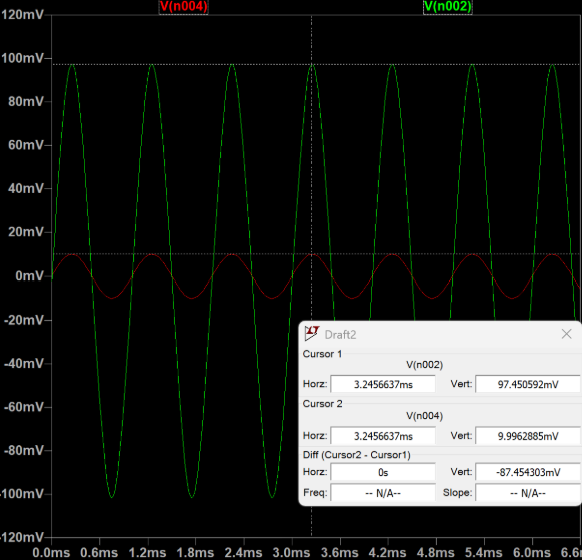 V(n004) V(n002)
120mV
100mV
80mV
60mV
40mV
20mV
0mV
-20mV
-40mV
-60mV
-80mV
-100mV
-120mV
Draft2
Cursor 1
V(n002)
Horz: 3.2456637ms Vert: 97.450592mV
Cursor 2
V(n004)
Horz: 3.2456637ms Vert: 9.9962885mV
Diff (Cursor2 - Cursor1)
Horz: 0s Vert: -87.454303mV
Freq: -- N/A-- Slope: -- N/A--
0.0ms 0.6ms 1.2ms 1.8ms 2.4ms 3.0ms 3.6ms 4.2ms 4.8ms 5.4ms 6.0ms